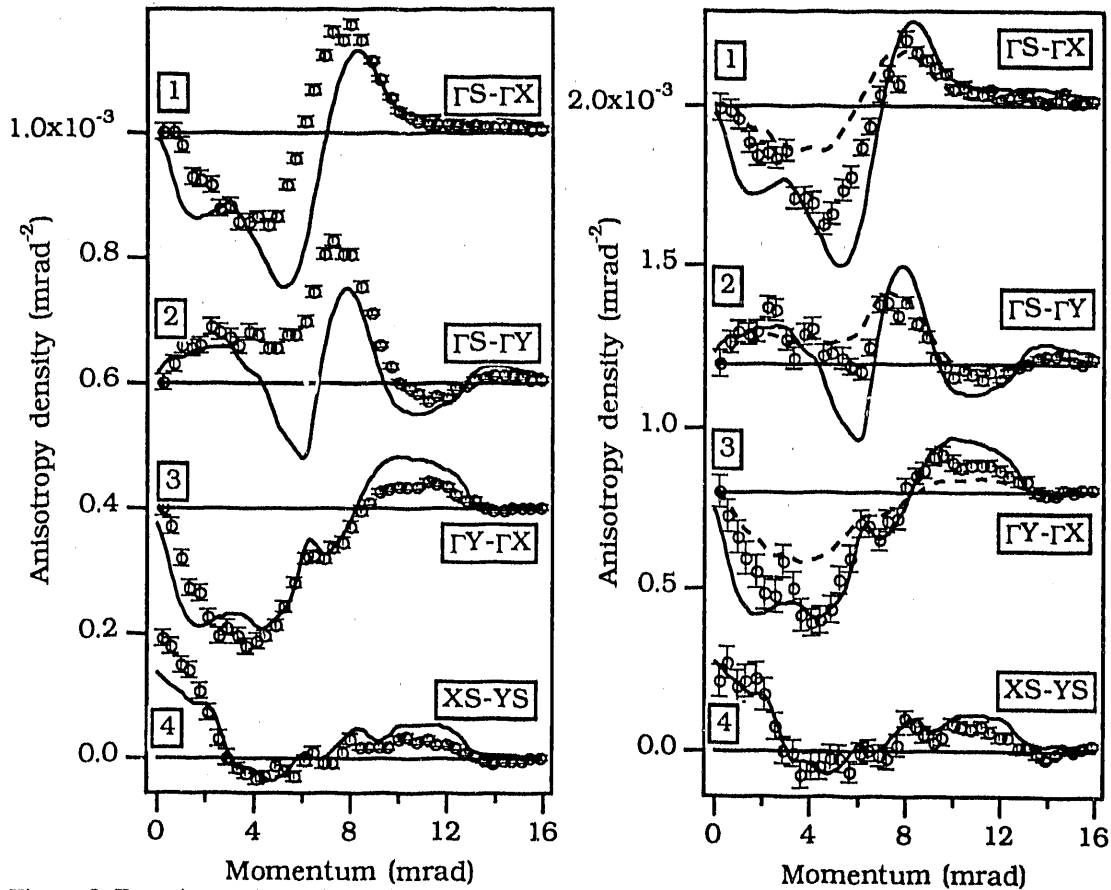 1
ΓS-ΓX
1.0x10⁻³
0.8
2
ΓS-ΓY
0.6
3
0.4
ΓY-ΓX
0.2
XS-YS
4
0.0
Anisotropy density (mrad⁻²)
0 4 8 12 16
Momentum (mrad)
1
ΓS-ΓX
2.0x10⁻³
1.5
2
ΓS-ΓY
1.0
3
ΓY-ΓX
0.5
XS-YS
4
0.0
Anisotropy density (mrad⁻²)
0 4 8 12 16
Momentum (mrad)